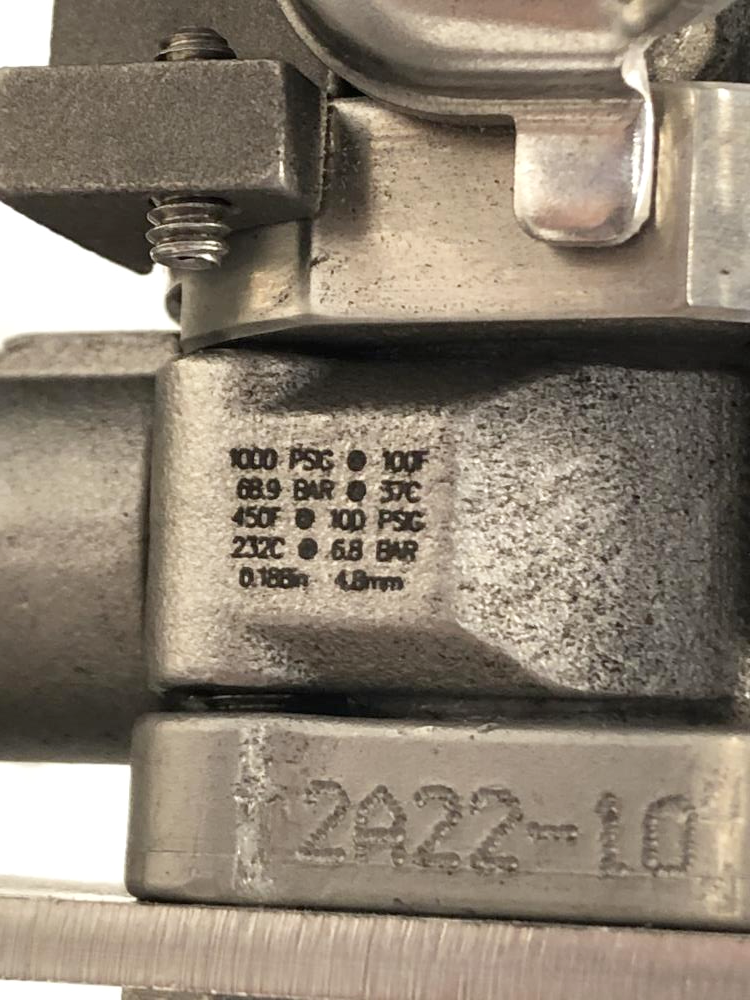 1000 PSIG ● 100F
68.9 BAR ● 37C
450F ● 100 PSIG
232C ● 6.8 BAR
0.188in 4.8mm
2A22-10